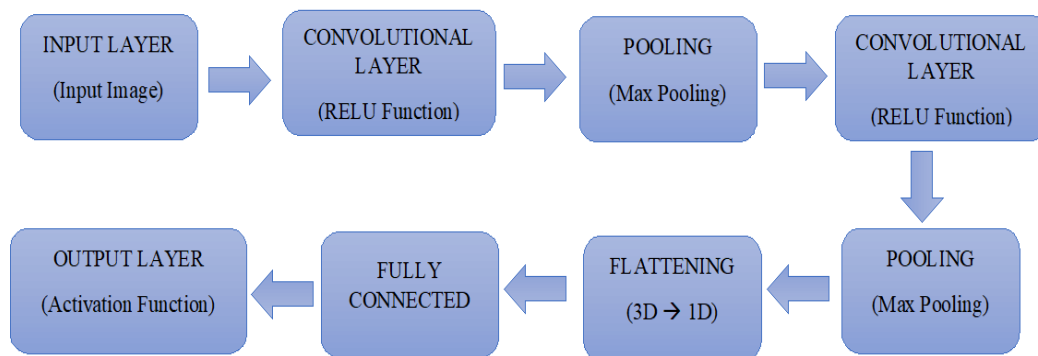 INPUT LAYER
(Input Image)
CONVOLUTIONAL
LAYER
(RELU Function)
POOLING
(Max Pooling)
CONVOLUTIONAL
LAYER
(RELU Function)
POOLING
(Max Pooling)
FLATTENING
(3D → 1D)
FULLY
CONNECTED
OUTPUT LAYER
(Activation Function)